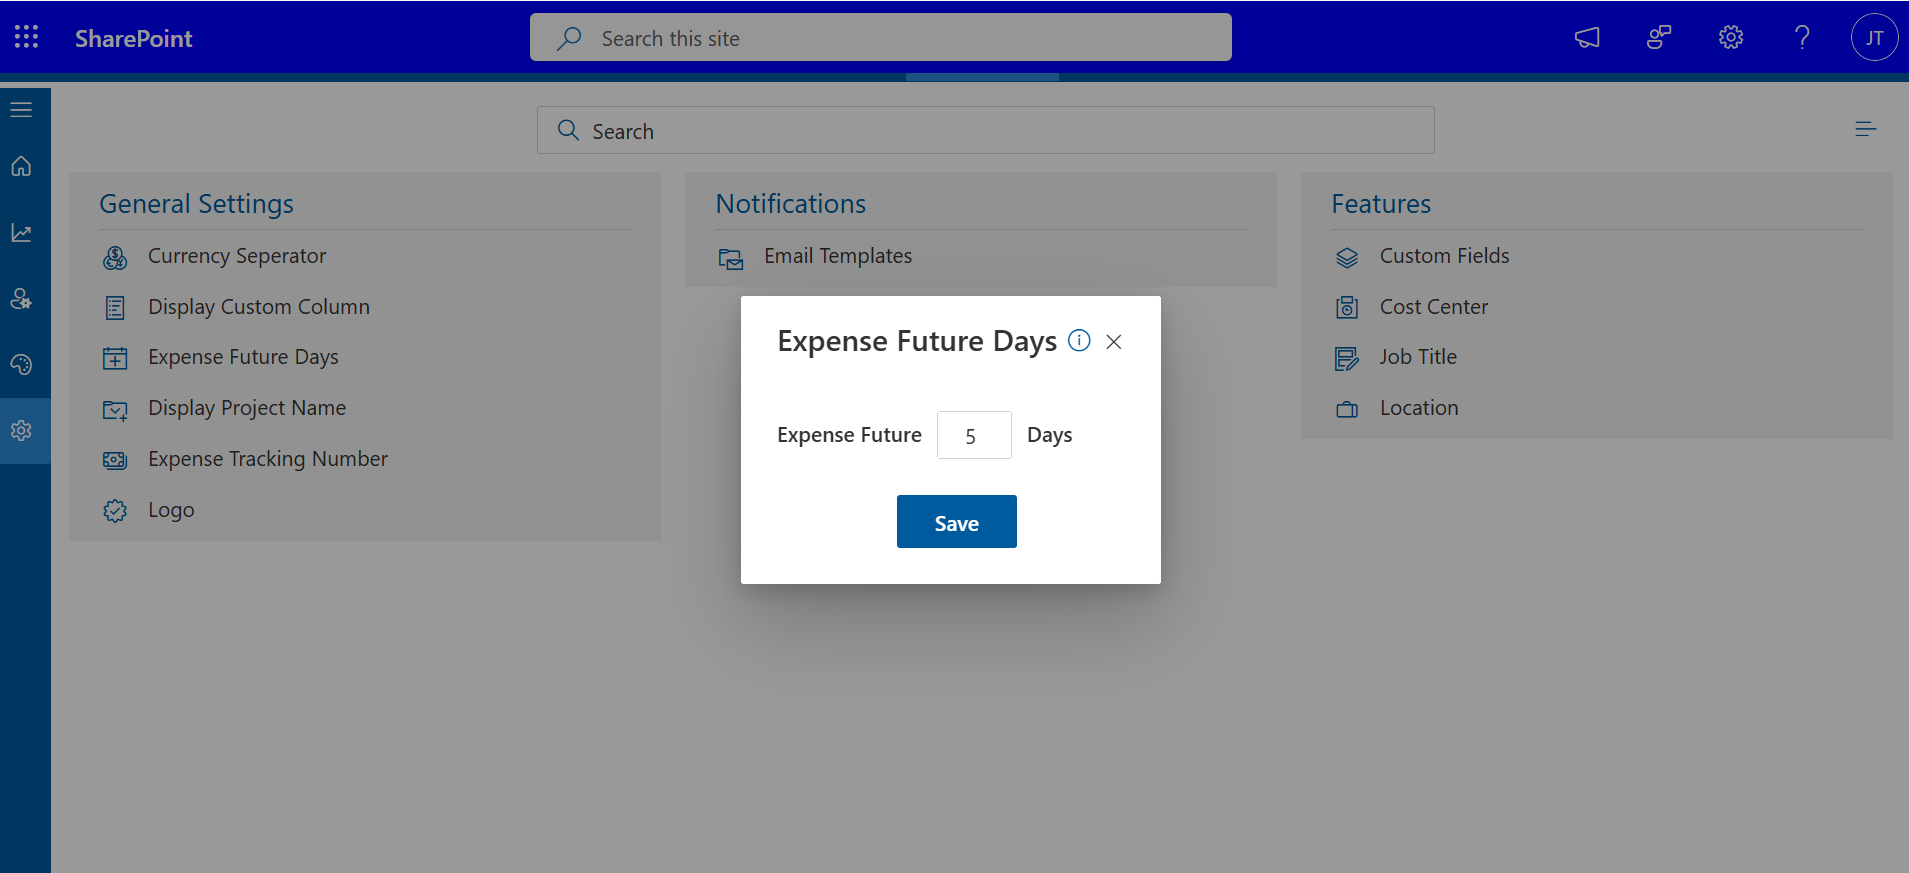 SharePoint
Search this site
JT
Search
General Settings
Currency Seperator
Display Custom Column
Expense Future Days
Display Project Name
Expense Tracking Number
Logo
Notifications
Email Templates
Features
Custom Fields
Cost Center
Job Title
Location
Expense Future Days
Expense Future 5 Days
Save